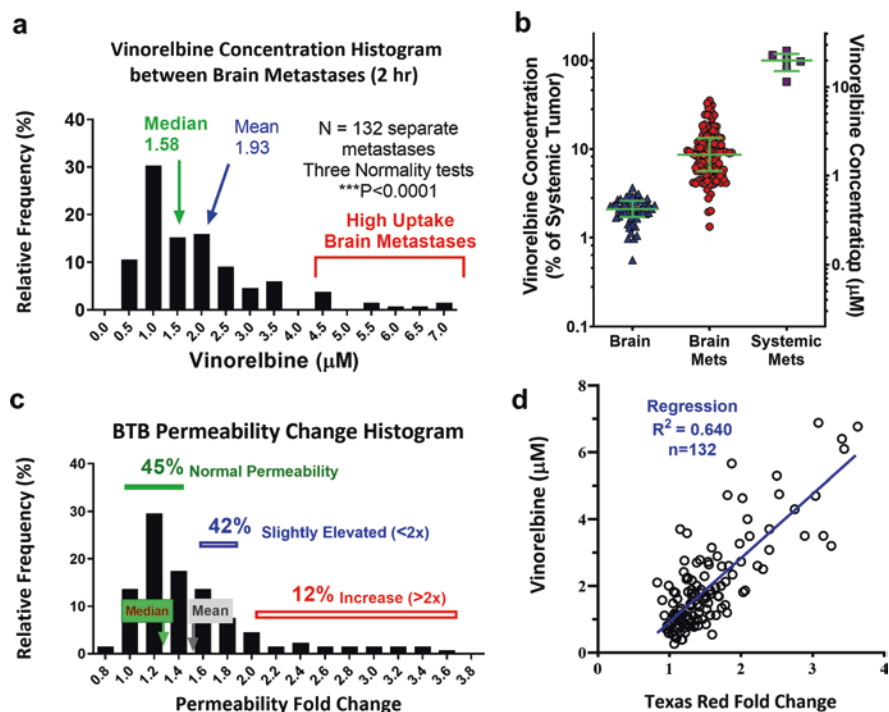 a
Vinorelbine Concentration Histogram
between Brain Metastases (2 hr)
Relative Frequency (%)
40
30
20
10
0
Median
1.58
Mean
1.93
N = 132 separate
metastases
Three Normality tests
***P<0.0001
High Uptake
Brain Metastases
0.0
0.5
1.0
1.5
2.0
2.5
3.0
3.5
4.5
5.5
6.5
7.0
Vinorelbine (μM)
b
Vinorelbine Concentration
(% of Systemic Tumor)
100
10
1
0.1
Brain
Brain
Mets
Systemic
Mets
10
1
0.1
Vinorelbine
Concentration (μM)
c
BTB Permeability Change Histogram
Relative Frequency (%)
40
30
20
10
0
45% Normal Permeability
42% Slightly Elevated (<2x)
12% Increase (>2x)
Median
Mean
0.8
1.0
1.2
1.4
1.6
1.8
2.0
2.2
2.4
2.6
2.8
3.0
3.2
3.4
3.6
3.8
Permeability Fold Change
d
Vinorelbine (μM)
8
6
4
2
0
Regression
R² = 0.640
n=132
0
1
2
3
4
Texas Red Fold Change